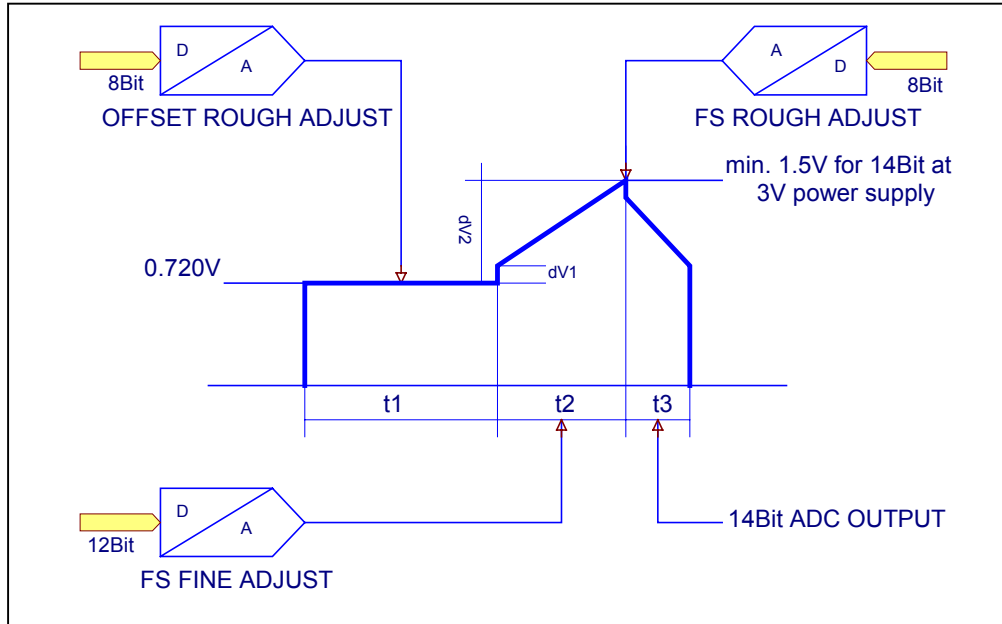 D
A
8Bit
OFFSET ROUGH ADJUST
A
D
8Bit
FS ROUGH ADJUST
min. 1.5V for 14Bit at
3V power supply
dV2
0.720V
dV1
t1
t2
t3
D
A
12Bit
FS FINE ADJUST
14Bit ADC OUTPUT